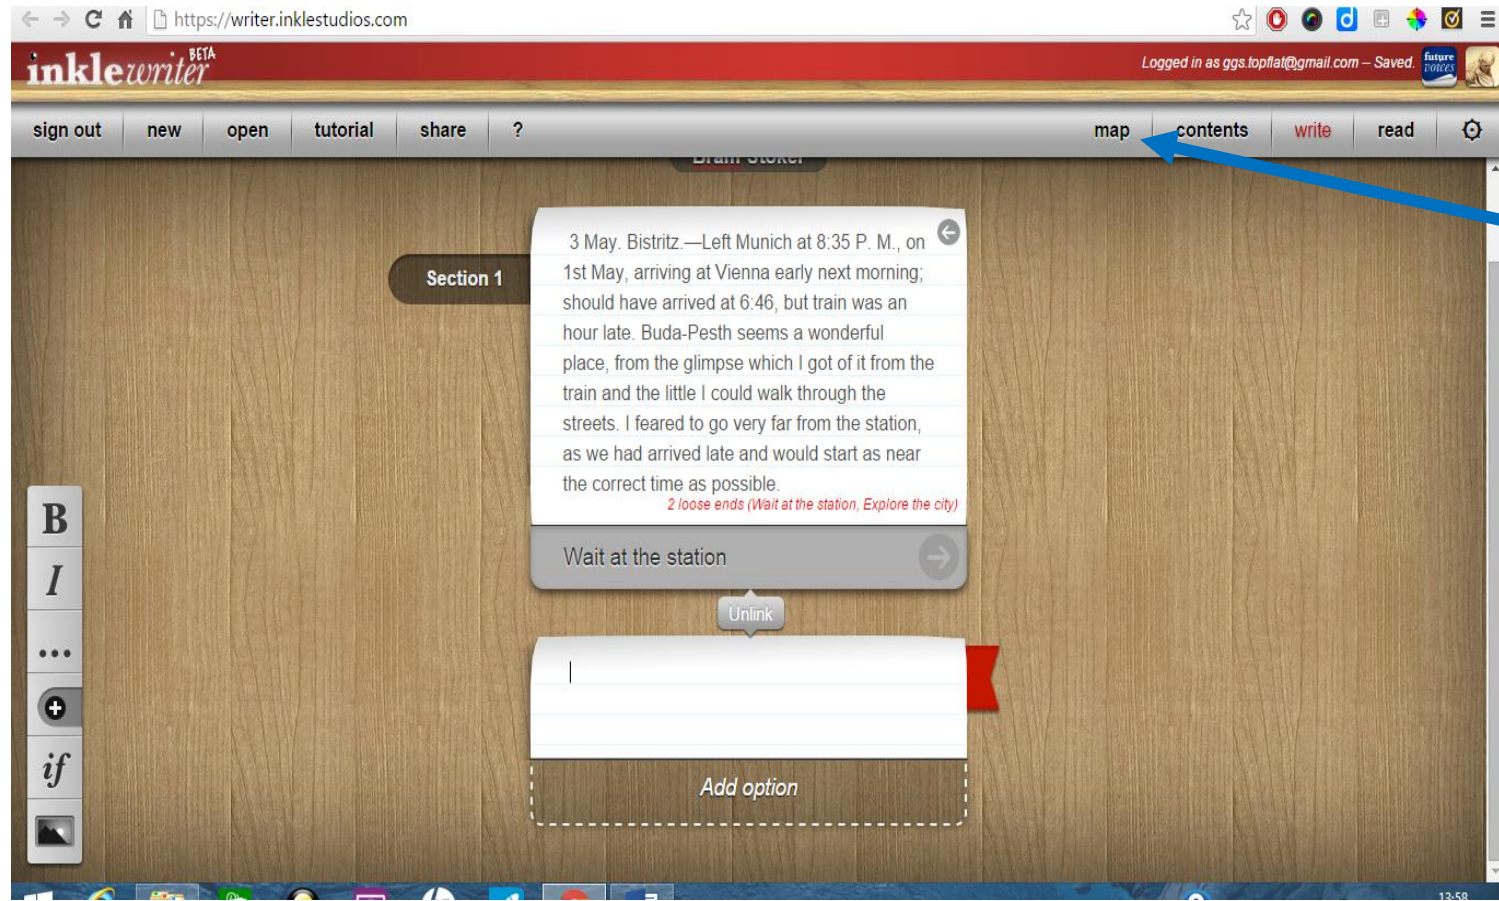 https://writer.inklestudios.com
inklewriter BETA
Logged in as ggs.topflat@gmail.com – Saved.
future voices
sign out new open tutorial share ? map contents write read
Bram Stoker
3 May. Bistritz.—Left Munich at 8:35 P. M., on
1st May, arriving at Vienna early next morning;
should have arrived at 6:46, but train was an
hour late. Buda-Pesth seems a wonderful
place, from the glimpse which I got of it from the
train and the little I could walk through the
streets. I feared to go very far from the station,
as we had arrived late and would start as near
the correct time as possible.
Section 1
2 loose ends (Wait at the station, Explore the city)
Wait at the station
Unlink
Add option
B
I
...
if
13:58